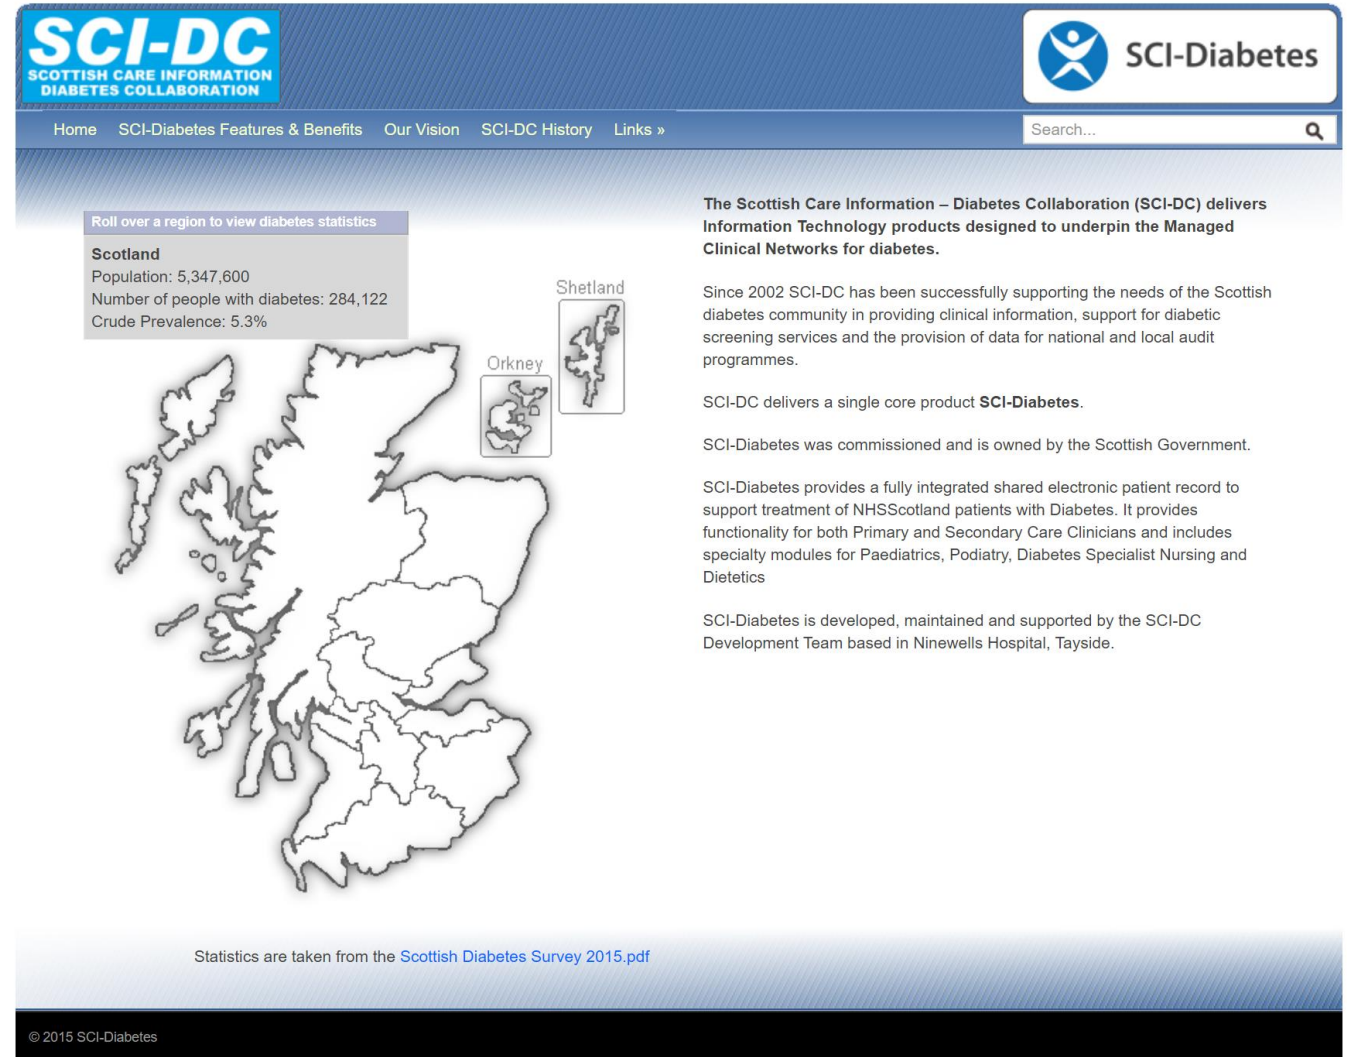 SCI-DC
SCOTTISH CARE INFORMATION
DIABETES COLLABORATION
SCI-Diabetes
Home SCI-Diabetes Features & Benefits Our Vision SCI-DC History Links »
Search...
Roll over a region to view diabetes statistics
Scotland
Population: 5,347,600
Number of people with diabetes: 284,122
Crude Prevalence: 5.3%
Shetland
Orkney
The Scottish Care Information – Diabetes Collaboration (SCI-DC) delivers
Information Technology products designed to underpin the Managed
Clinical Networks for diabetes.
Since 2002 SCI-DC has been successfully supporting the needs of the Scottish
diabetes community in providing clinical information, support for diabetic
screening services and the provision of data for national and local audit
programmes.
SCI-DC delivers a single core product SCI-Diabetes.
SCI-Diabetes was commissioned and is owned by the Scottish Government.
SCI-Diabetes provides a fully integrated shared electronic patient record to
support treatment of NHSScotland patients with Diabetes. It provides
functionality for both Primary and Secondary Care Clinicians and includes
specialty modules for Paediatrics, Podiatry, Diabetes Specialist Nursing and
Dietetics
SCI-Diabetes is developed, maintained and supported by the SCI-DC
Development Team based in Ninewells Hospital, Tayside.
Statistics are taken from the Scottish Diabetes Survey 2015.pdf
© 2015 SCI-Diabetes